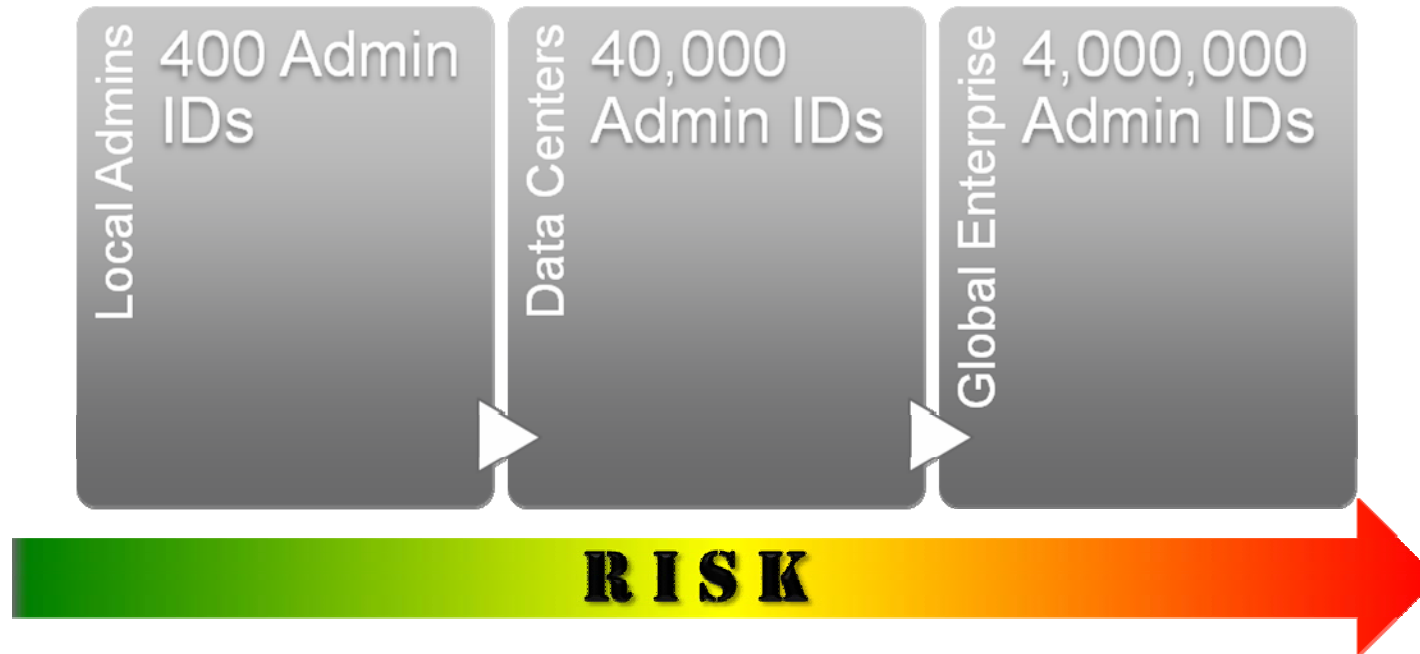 Local Admins
400 Admin
IDs
Data Centers
40,000
Admin IDs
Global Enterprise
4,000,000
Admin IDs
RISK